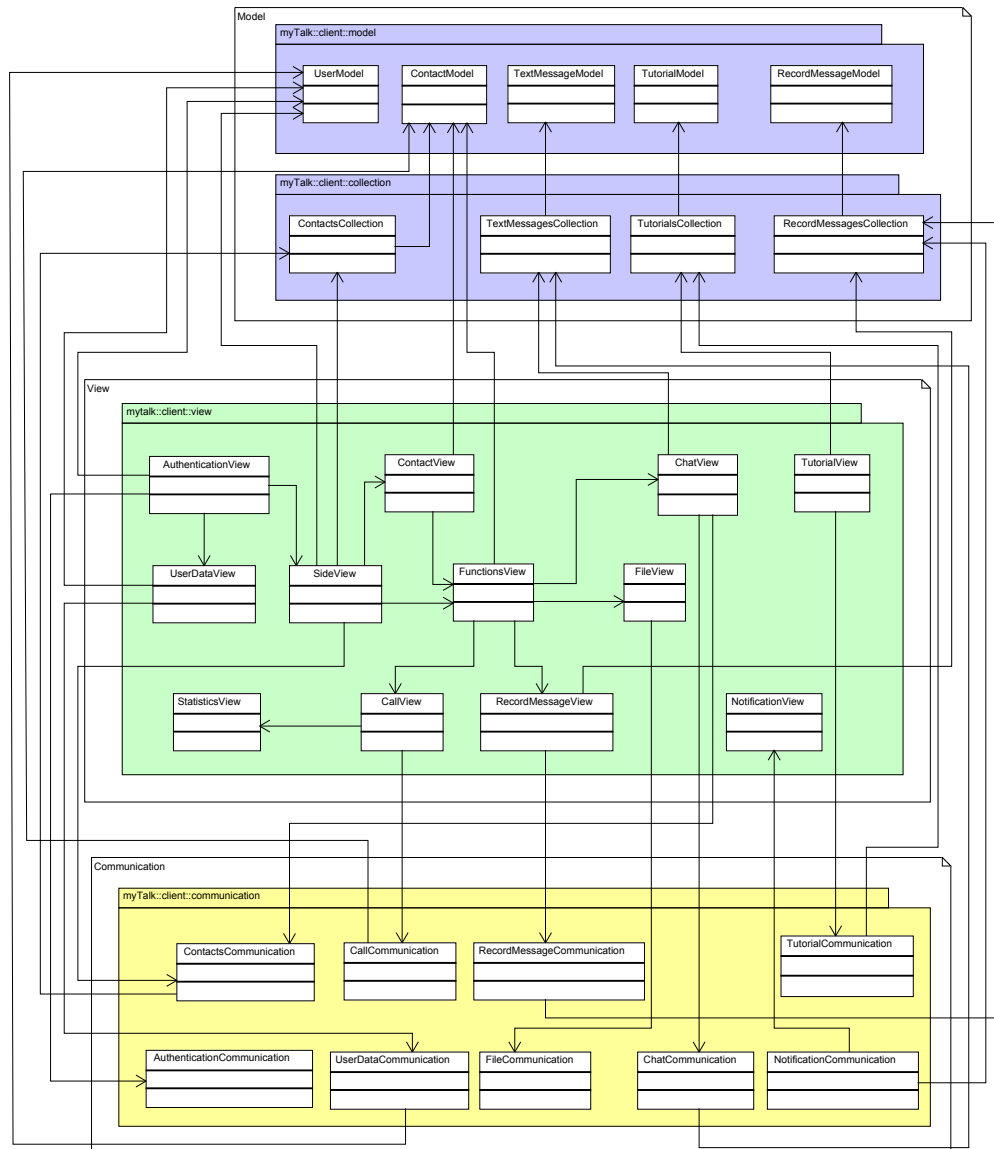 Model
myTalk::client::model
UserModel
ContactModel
TextMessageModel
TutorialModel
RecordMessageModel
myTalk::client::collection
ContactsCollection
TextMessagesCollection
TutorialsCollection
RecordMessagesCollection
View
mytalk::client::view
AuthenticationView
ContactView
ChatView
TutorialView
UserDataView
SideView
FunctionsView
FileView
StatisticsView
CallView
RecordMessageView
NotificationView
Communication
myTalk::client::communication
ContactsCommunication
CallCommunication
RecordMessageCommunication
TutorialCommunication
AuthenticationCommunication
UserDataCommunication
FileCommunication
ChatCommunication
NotificationCommunication